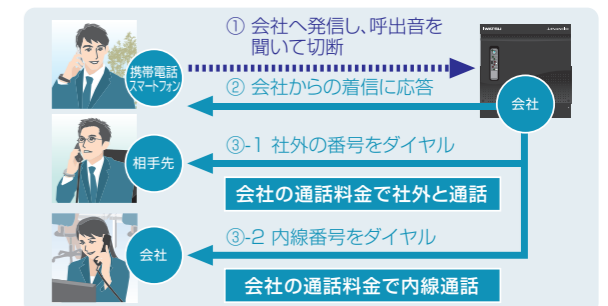 ① 会社へ発信し、呼出音を
聞いて切断
携帯電話
スマートフォン
② 会社からの着信に応答
会社
③-1 社外の番号をダイヤル
相手先
会社の通話料金で社外と通話
③-2 内線番号をダイヤル
会社
会社の通話料金で内線通話